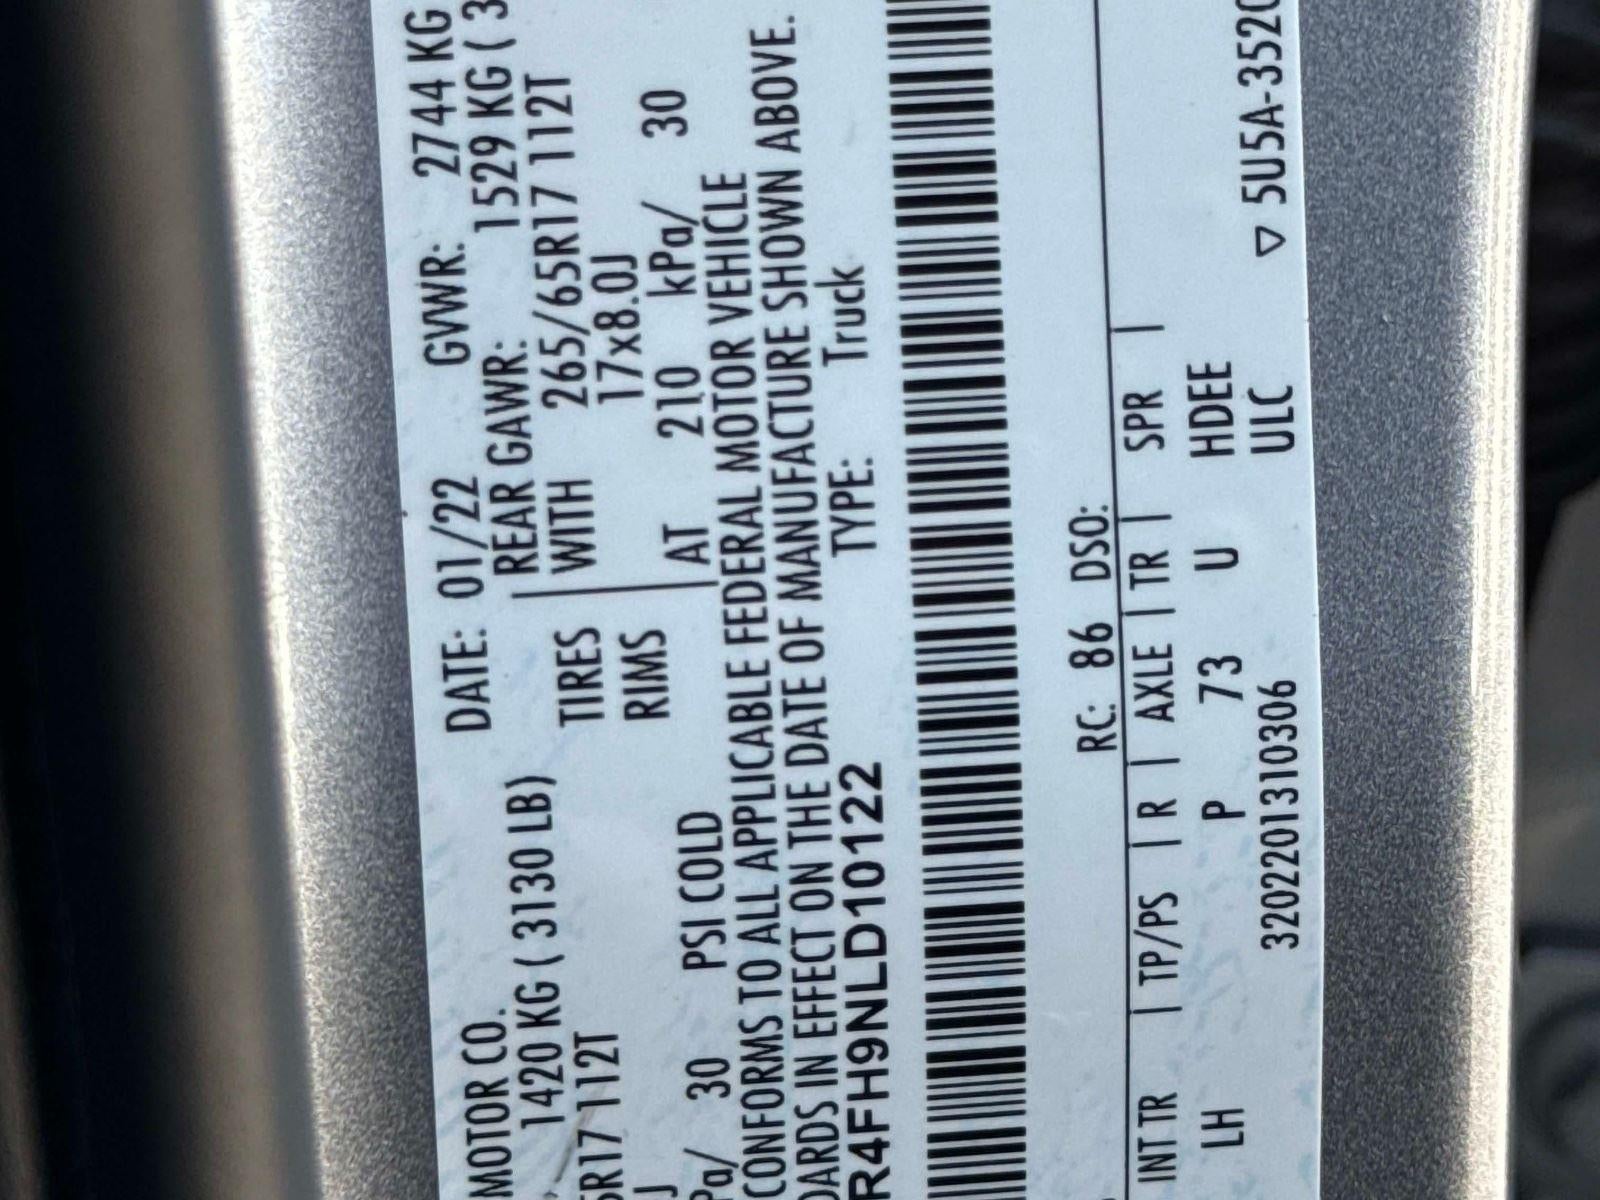 MOTOR CO. DATE: 01/22 GVWR: 2744 KG
1420 KG ( 3130 LB) REAR GAWR: 1529 KG ( 3
5R17 112T TIRES WITH 265/65R17 112T
J RIMS 17x8.0J
Pa/ 30 PSI COLD AT 210 kPa/ 30
CONFORMS TO ALL APPLICABLE FEDERAL MOTOR VEHICLE
DARDS IN EFFECT ON THE DATE OF MANUFACTURE SHOWN ABOVE.
R4FH9NLD10122 TYPE: Truck
RC: 86 DSO:
INT TR | TP/PS | R | AXLE | TR | SPR |
LH P 73 U HDEE
3202201310306 ULC ▽ 5U5A-3520